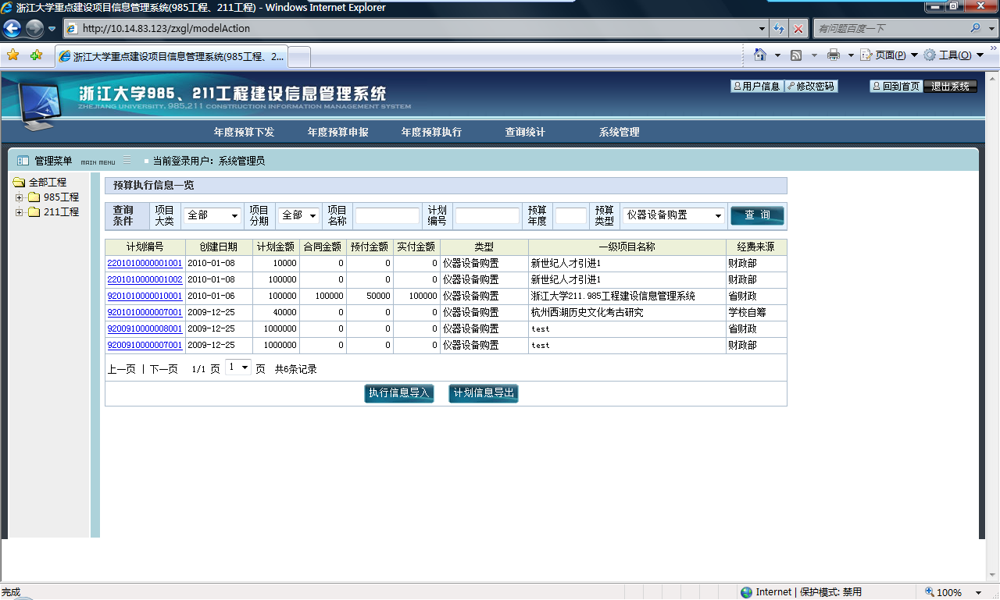 浙江大学重点建设项目信息管理系统(985工程、211工程) - Windows Internet Explorer
http://10.14.83.123/zxgl/modelAction
有问题百度一下
浙江大学重点建设项目信息管理系统(985工程、2...
页面(P) 工具(O)
浙江大学985、211工程建设信息管理系统
ZHEJIANG UNIVERSITY, 985,211 CONSTRUCTION INFORMATION MANAGEMENT SYSTEM
用户信息 修改密码 回到首页 退出系统
年度预算下发 年度预算申报 年度预算执行 查询统计 系统管理
管理菜单 MAIN MENU 当前登录用户：系统管理员
全部工程
985工程
211工程
预算执行信息一览
查询条件 项目大类 全部 项目分期 全部 项目名称 计划编号 预算年度 预算类型 仪器设备购置 查 询
计划编号 创建日期 计划金额 合同金额 预付金额 实付金额 类型 一级项目名称 经费来源
2201010000001001 2010-01-08 10000 0 0 0 仪器设备购置 新世纪人才引进1 财政部
2201010000001002 2010-01-08 100000 0 0 0 仪器设备购置 新世纪人才引进1 财政部
9201010000010001 2010-01-06 100000 100000 50000 100000 仪器设备购置 浙江大学211.985工程建设信息管理系统 省财政
9201010000007001 2009-12-25 40000 0 0 0 仪器设备购置 杭州西湖历史文化考古研究 学校自筹
9200910000008001 2009-12-25 1000000 0 0 0 仪器设备购置 test 省财政
9200910000007001 2009-12-25 1000000 0 0 0 仪器设备购置 test 财政部
上一页 | 下一页 1/1 页 1 页 共6条记录
执行信息导入 计划信息导出
完成 Internet | 保护模式: 禁用 100%